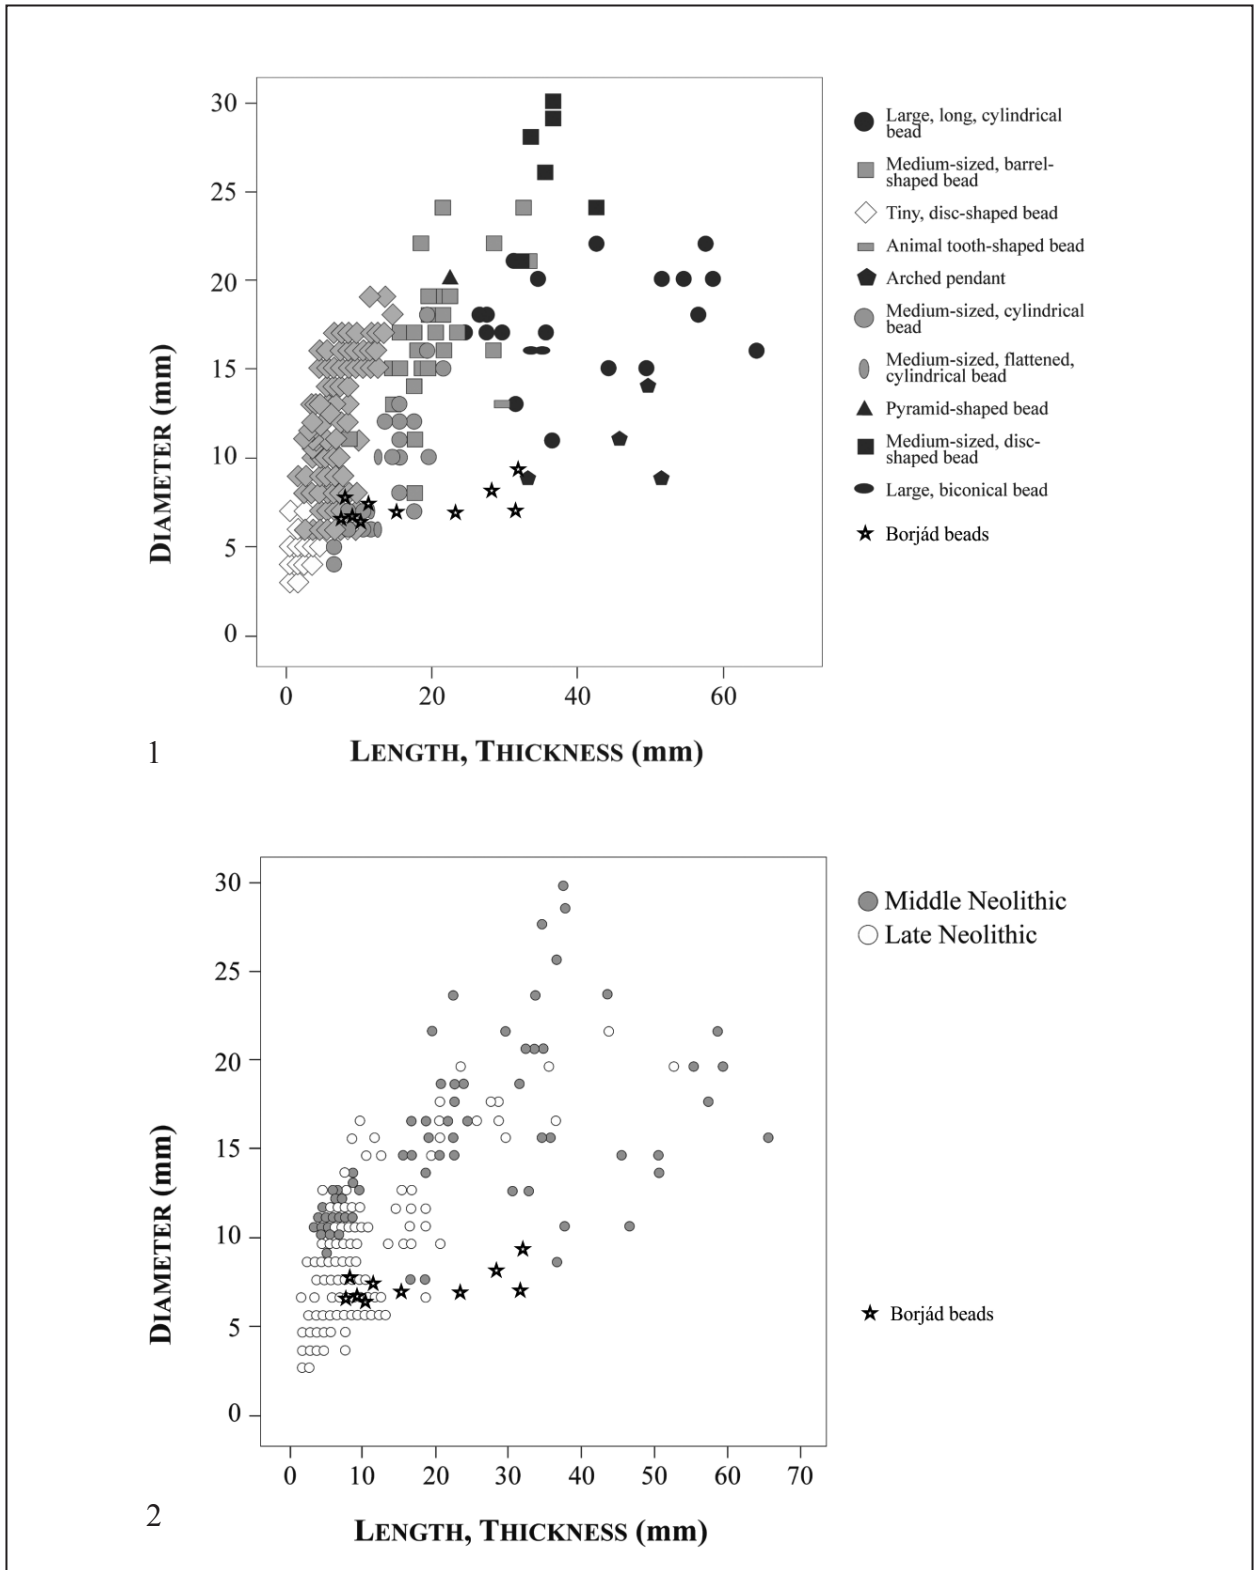 30
25
20
15
10
5
0
DIAMETER (mm)
0 20 40 60
LENGTH, THICKNESS (mm)
1
Large, long, cylindrical
bead
Medium-sized, barrel-
shaped bead
Tiny, disc-shaped bead
Animal tooth-shaped bead
Arched pendant
Medium-sized, cylindrical
bead
Medium-sized, flattened,
cylindrical bead
Pyramid-shaped bead
Medium-sized, disc-
shaped bead
Large, biconical bead
Borjád beads
30
25
20
15
10
5
0
DIAMETER (mm)
0 10 20 30 40 50 60 70
LENGTH, THICKNESS (mm)
2
Middle Neolithic
Late Neolithic
Borjád beads